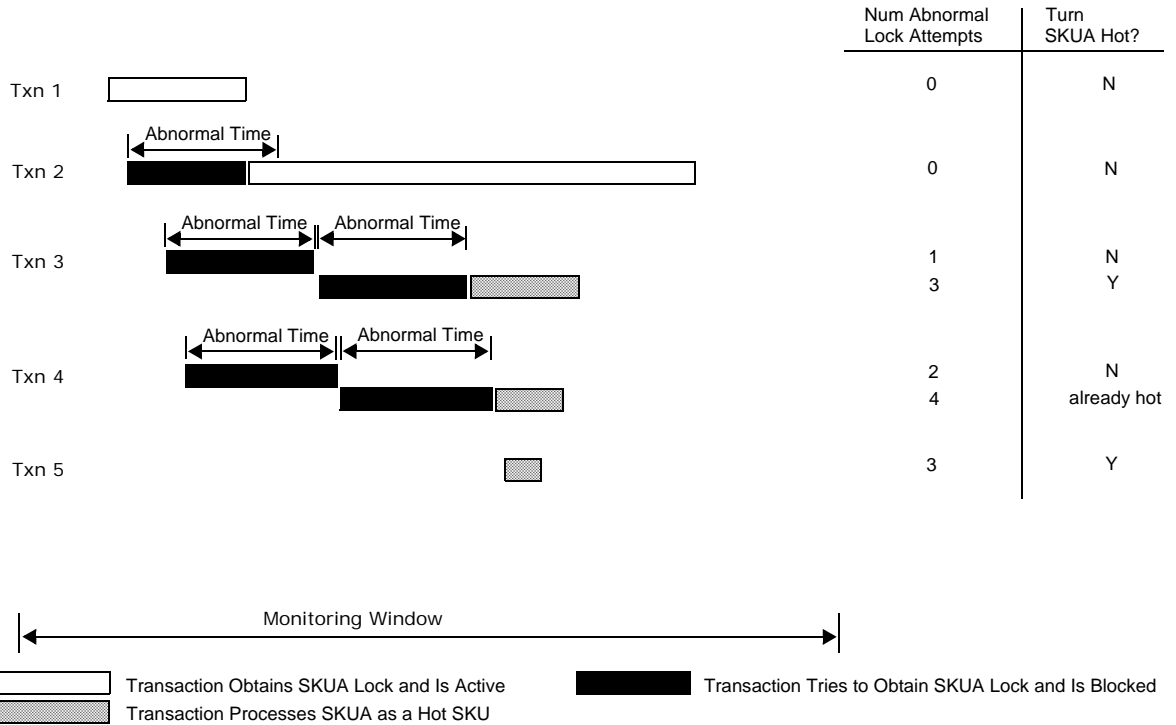 Num Abnormal
Lock Attempts
Turn
SKUA Hot?
Txn 1
0
N
Abnormal Time
Txn 2
0
N
Abnormal Time
Abnormal Time
Txn 3
1
N
3
Y
Abnormal Time
Abnormal Time
Txn 4
2
N
4
already hot
Txn 5
3
Y
Monitoring Window
Transaction Obtains SKUA Lock and Is Active
Transaction Tries to Obtain SKUA Lock and Is Blocked
Transaction Processes SKUA as a Hot SKU